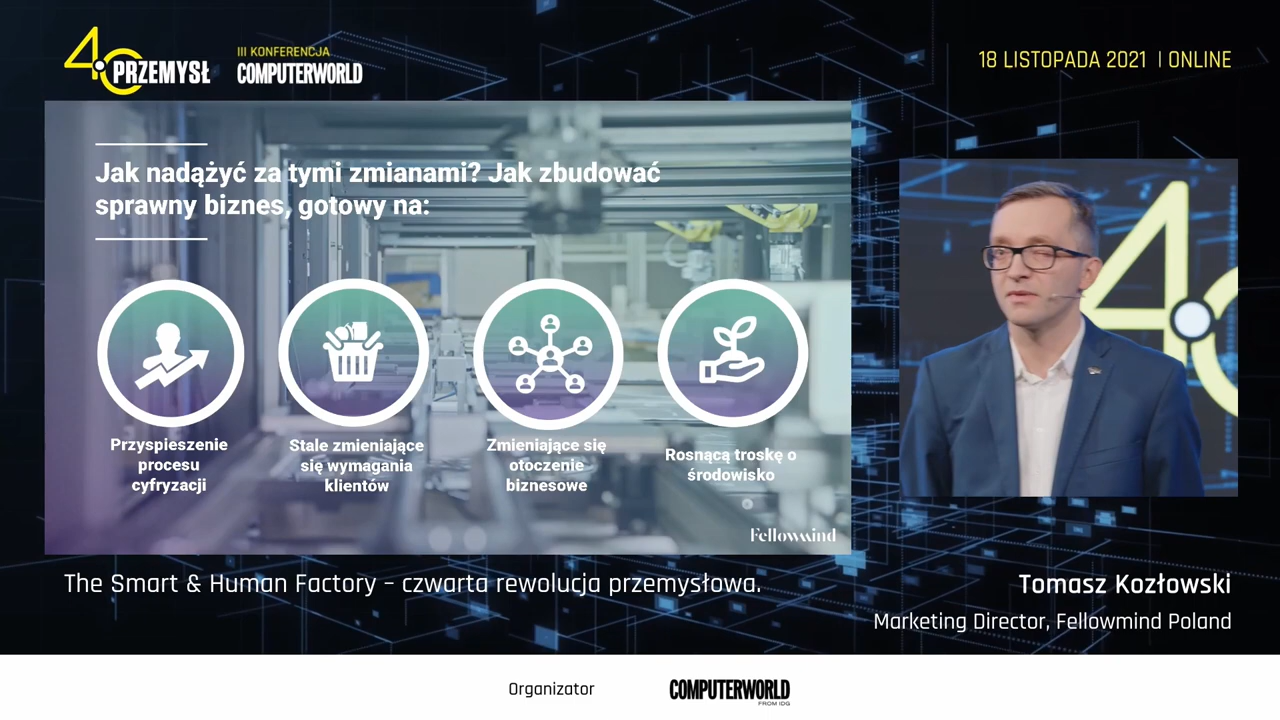 4.0 PRZEMYSŁ
III KONFERENCJA
COMPUTERWORLD
18 LISTOPADA 2021 | ONLINE
Jak nadążyć za tymi zmianami? Jak zbudować
sprawny biznes, gotowy na:
Przyspieszenie
procesu
cyfryzacji
Stale zmieniające
się wymagania
klientów
Zmieniające się
otoczenie
biznesowe
Rosnącą troskę o
środowisko
Fellowmind
The Smart & Human Factory – czwarta rewolucja przemysłowa.
Tomasz Kozłowski
Marketing Director, Fellowmind Poland
Organizator
COMPUTERWORLD
FROM IDG